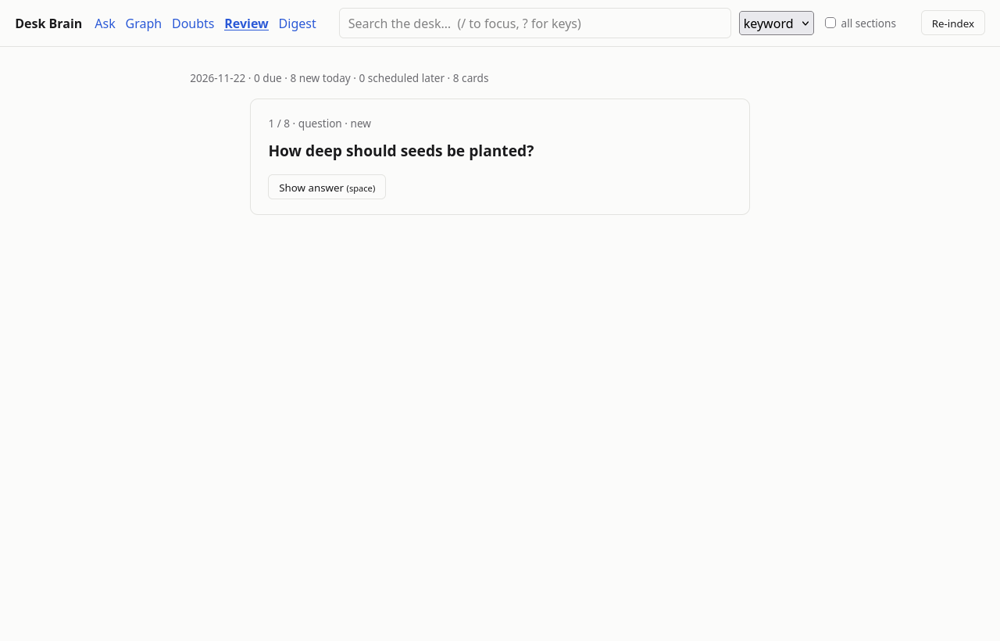 Desk Brain Ask Graph Doubts Review Digest Search the desk... (/ to focus, ? for keys) keyword all sections Re-index
2026-11-22 · 0 due · 8 new today · 0 scheduled later · 8 cards
1 / 8 · question · new
How deep should seeds be planted?
Show answer (space)